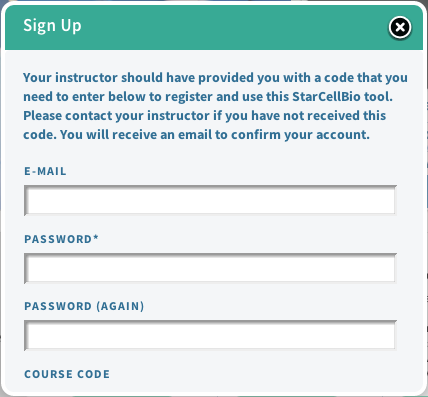 Sign Up
Your instructor should have provided you with a code that you
need to enter below to register and use this StarCellBio tool.
Please contact your instructor if you have not received this
code. You will receive an email to confirm your account.
E-MAIL
PASSWORD*
PASSWORD (AGAIN)
COURSE CODE